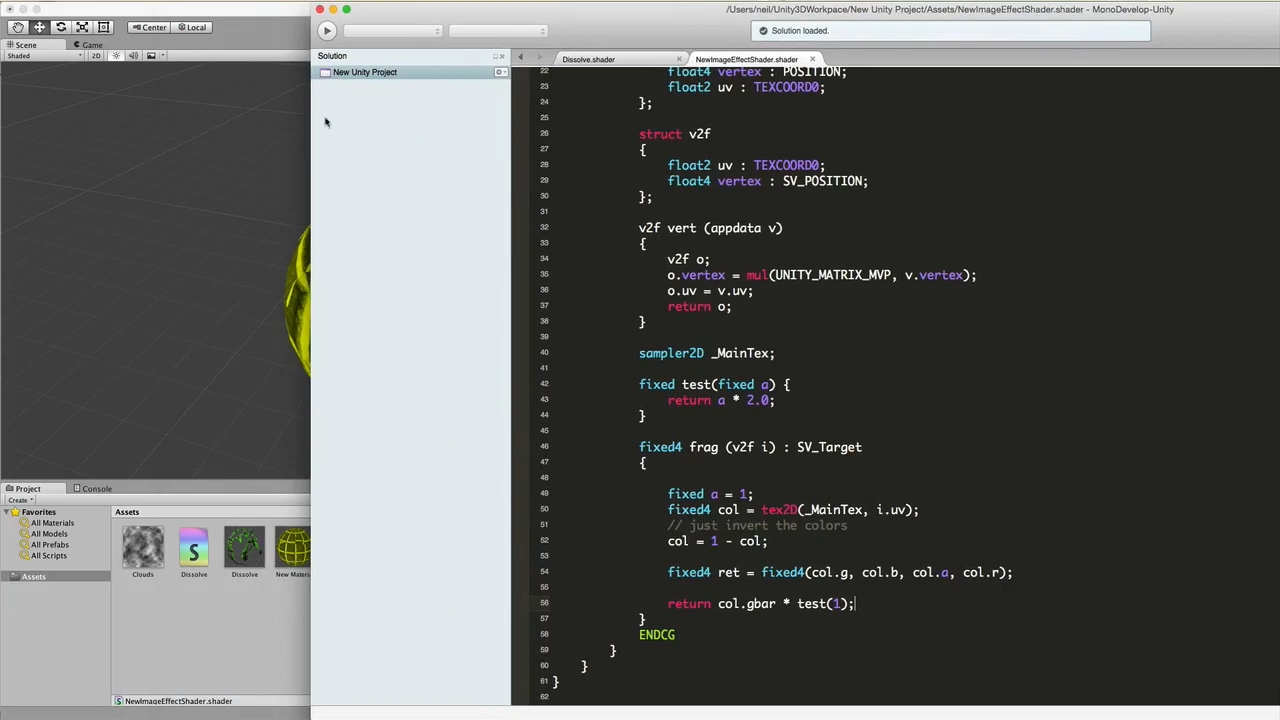 /Users/neil/Unity3DWorkpace/New Unity Project/Assets/NewImageEffectShader.shader - MonoDevelop-Unity
Center
Local
Solution loaded.
Scene
Game
Shaded
2D
Solution
New Unity Project
Dissolve.shader
NewImageEffectShader.shader
22 float4 vertex : POSITION;
23 float2 uv : TEXCOORD0;
24 };
25
26 struct v2f
27 {
28 float2 uv : TEXCOORD0;
29 float4 vertex : SV_POSITION;
30 };
31
32 v2f vert (appdata v)
33 {
34 v2f o;
35 o.vertex = mul(UNITY_MATRIX_MVP, v.vertex);
36 o.uv = v.uv;
37 return o;
38 }
39
40 sampler2D _MainTex;
41
42 fixed test(fixed a) {
43 return a * 2.0;
44 }
45
46 fixed4 frag (v2f i) : SV_Target
47 {
48
49 fixed a = 1;
50 fixed4 col = tex2D(_MainTex, i.uv);
51 // just invert the colors
52 col = 1 - col;
53
54 fixed4 ret = fixed4(col.g, col.b, col.a, col.r);
55
56 return col.gbar * test(1);
57 }
58 ENDCG
59 }
60 }
61 }
62
Project
Console
Create
Favorites
All Materials
All Models
All Prefabs
All Scripts
Assets
Assets
Clouds
Dissolve
Dissolve
New Mate
NewImageEffectShader.shader